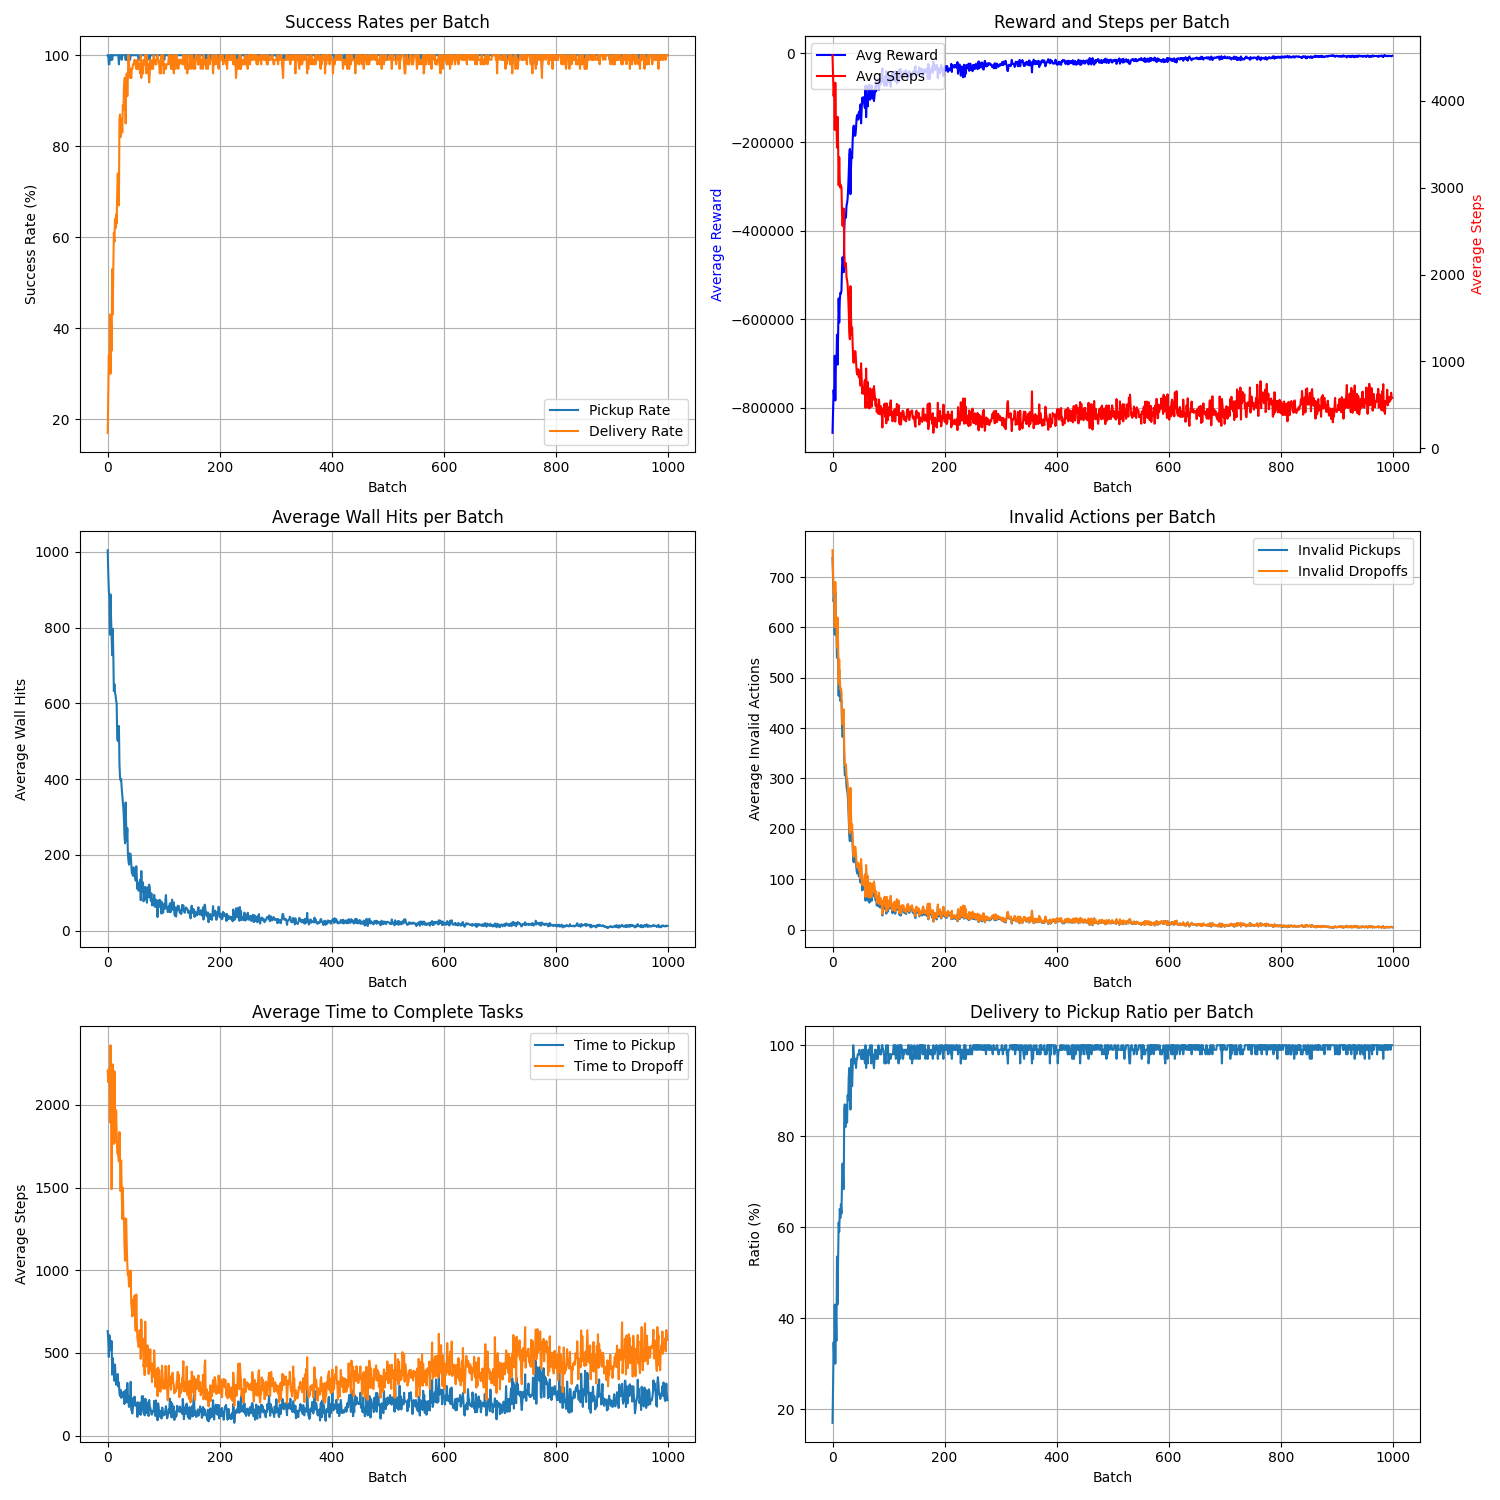 Success Rates per Batch
100
80
60
40
20
Success Rate (%)
Pickup Rate
Delivery Rate
0 200 400 600 800 1000
Batch
Reward and Steps per Batch
Avg Reward
Avg Steps
0
−200000
−400000
−600000
−800000
Average Reward
4000
3000
2000
1000
0
Average Steps
0 200 400 600 800 1000
Batch
Average Wall Hits per Batch
1000
800
600
400
200
0
Average Wall Hits
0 200 400 600 800 1000
Batch
Invalid Actions per Batch
Invalid Pickups
Invalid Dropoffs
700
600
500
400
300
200
100
0
Average Invalid Actions
0 200 400 600 800 1000
Batch
Average Time to Complete Tasks
Time to Pickup
Time to Dropoff
2000
1500
1000
500
0
Average Steps
0 200 400 600 800 1000
Batch
Delivery to Pickup Ratio per Batch
100
80
60
40
20
Ratio (%)
0 200 400 600 800 1000
Batch